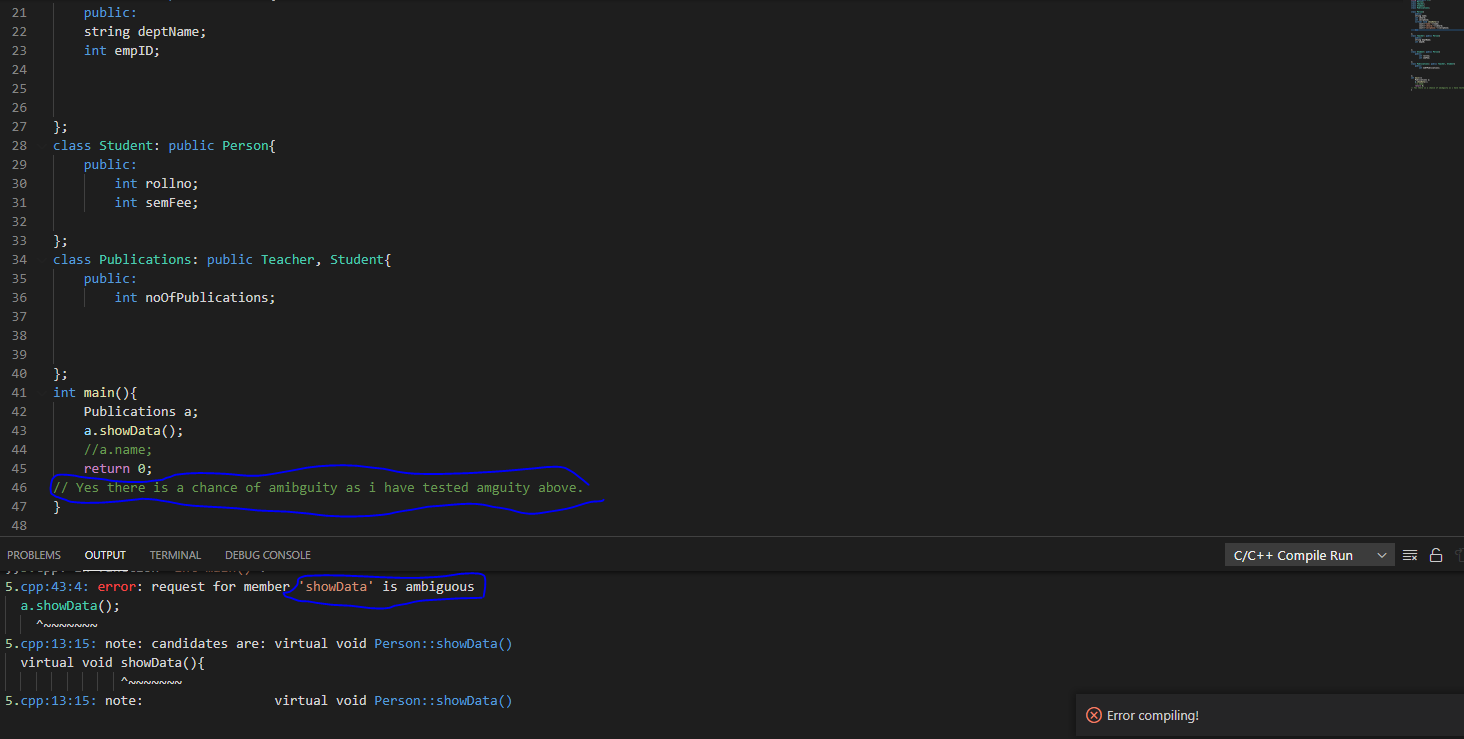 21 public:
22 string deptName;
23 int empID;
24
25
26
27 };
28 class Student: public Person{
29 public:
30 int rollno;
31 int semFee;
32
33 };
34 class Publications: public Teacher, Student{
35 public:
36 int noOfPublications;
37
38
39
40 };
41 int main(){
42 Publications a;
43 a.showData();
44 //a.name;
45 return 0;
46 // Yes there is a chance of amibguity as i have tested amguity above.
47 }
48
PROBLEMS OUTPUT TERMINAL DEBUG CONSOLE C/C++ Compile Run
5.cpp:43:4: error: request for member 'showData' is ambiguous
a.showData();
^~~~~~~~
5.cpp:13:15: note: candidates are: virtual void Person::showData()
virtual void showData(){
^~~~~~~~
5.cpp:13:15: note: virtual void Person::showData()
Error compiling!